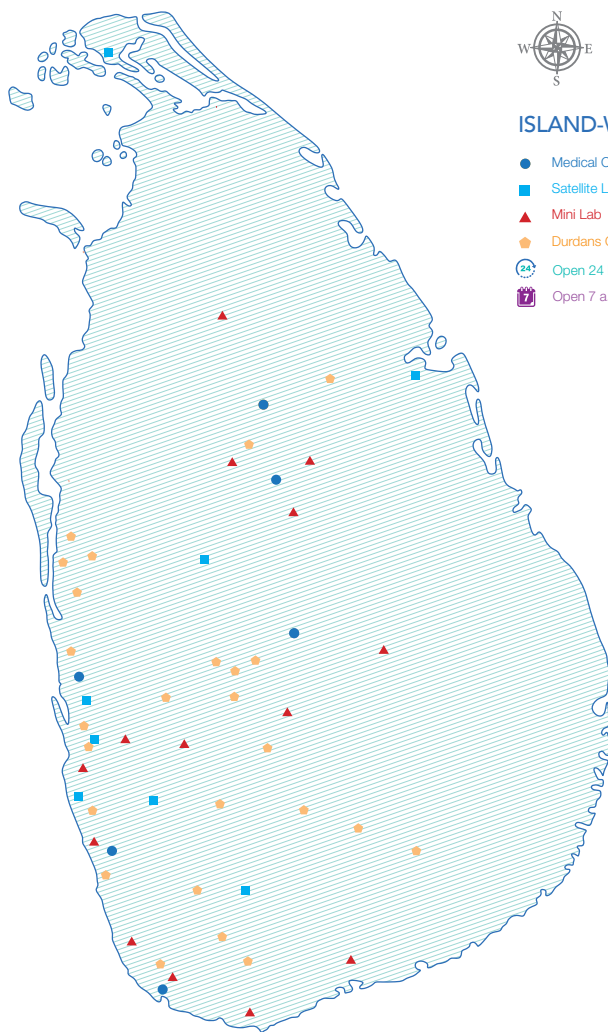 N
W E
S
ISLAND-W
Medical C
Satellite L
Mini Lab
Durdans C
24 Open 24
7 Open 7 a